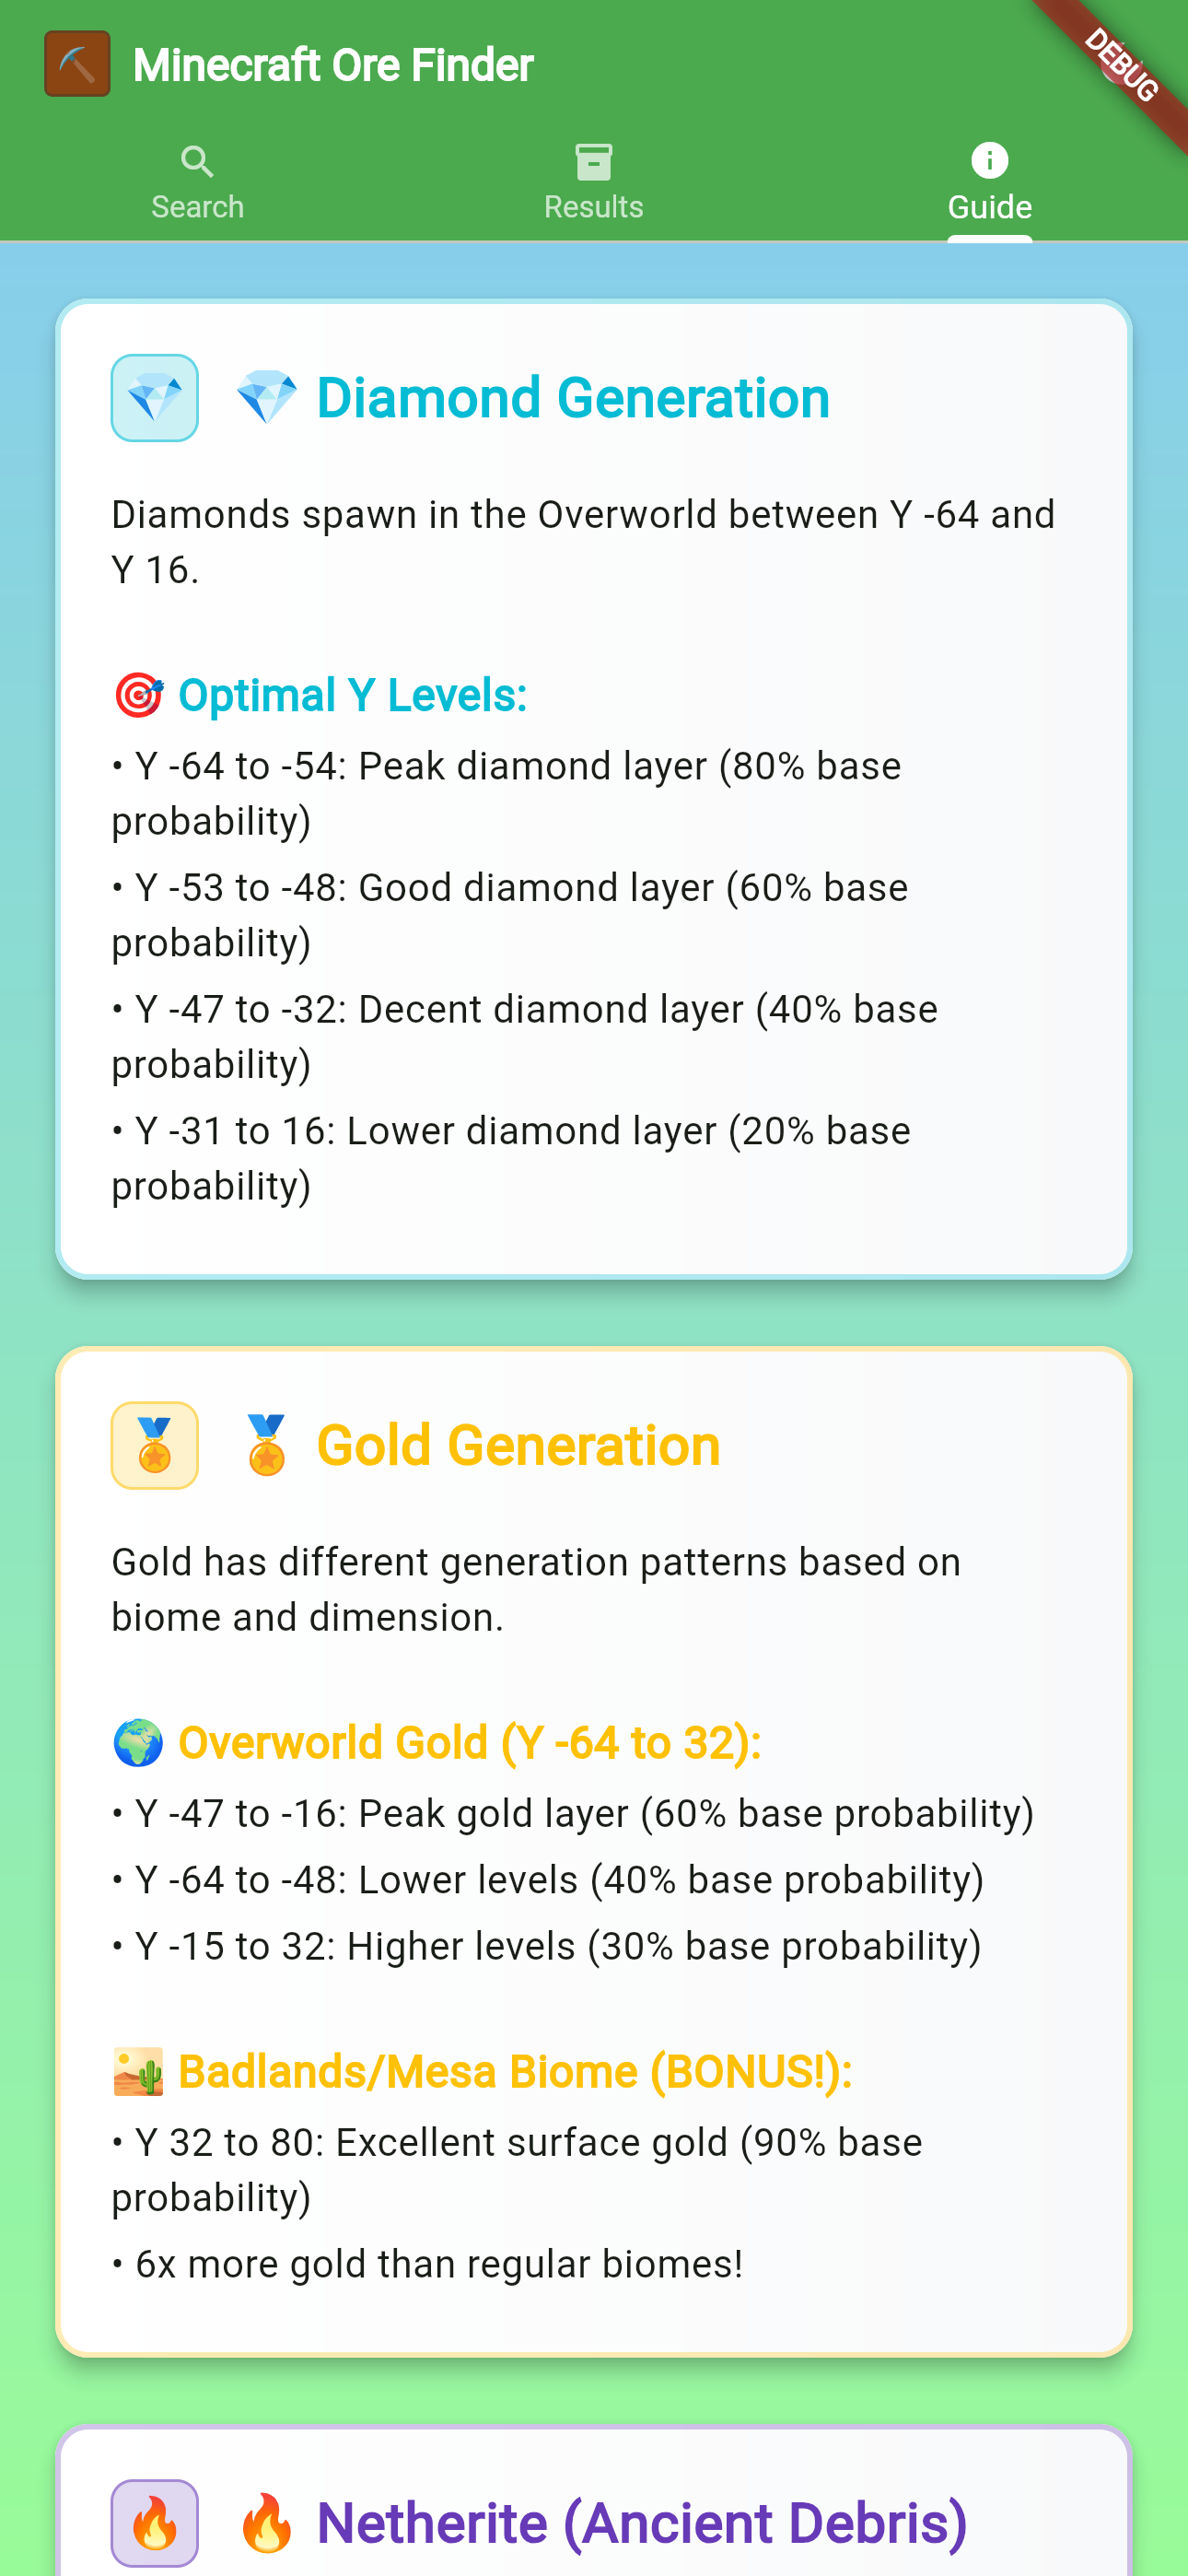 Minecraft Ore Finder
DEBUG
Search
Results
Guide
💎 Diamond Generation
Diamonds spawn in the Overworld between Y -64 and
Y 16.
🎯 Optimal Y Levels:
• Y -64 to -54: Peak diamond layer (80% base
probability)
• Y -53 to -48: Good diamond layer (60% base
probability)
• Y -47 to -32: Decent diamond layer (40% base
probability)
• Y -31 to 16: Lower diamond layer (20% base
probability)
🏅 Gold Generation
Gold has different generation patterns based on
biome and dimension.
🌍 Overworld Gold (Y -64 to 32):
• Y -47 to -16: Peak gold layer (60% base probability)
• Y -64 to -48: Lower levels (40% base probability)
• Y -15 to 32: Higher levels (30% base probability)
🏜️ Badlands/Mesa Biome (BONUS!):
• Y 32 to 80: Excellent surface gold (90% base
probability)
• 6x more gold than regular biomes!
🔥 Netherite (Ancient Debris)